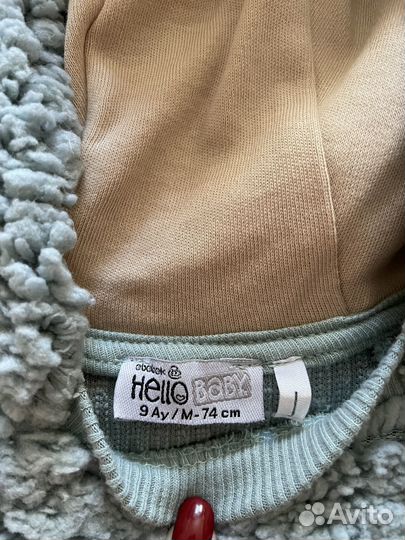 ebebek
Hello BABY
9 Ay / M - 74 cm
Avito